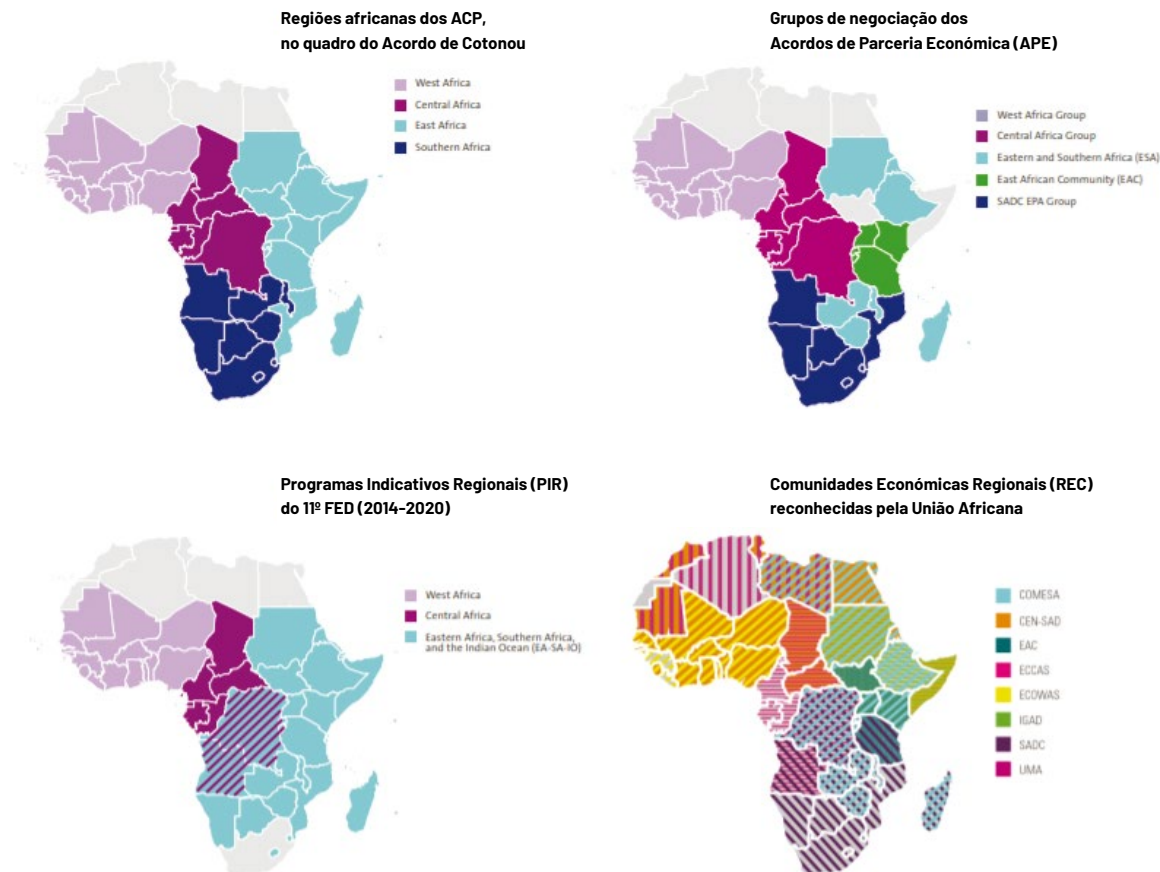 Regiões africanas dos ACP,
no quadro do Acordo de Cotonou
West Africa
Central Africa
East Africa
Southern Africa
Grupos de negociação dos
Acordos de Parceria Económica (APE)
West Africa Group
Central Africa Group
Eastern and Southern Africa (ESA)
East African Community (EAC)
SADC EPA Group
Programas Indicativos Regionais (PIR)
do 11º FED (2014-2020)
West Africa
Central Africa
Eastern Africa, Southern Africa,
and the Indian Ocean (EA-SA-IO)
Comunidades Económicas Regionais (REC)
reconhecidas pela União Africana
COMESA
CEN-SAD
EAC
ECCAS
ECOWAS
IGAD
SADC
UMA